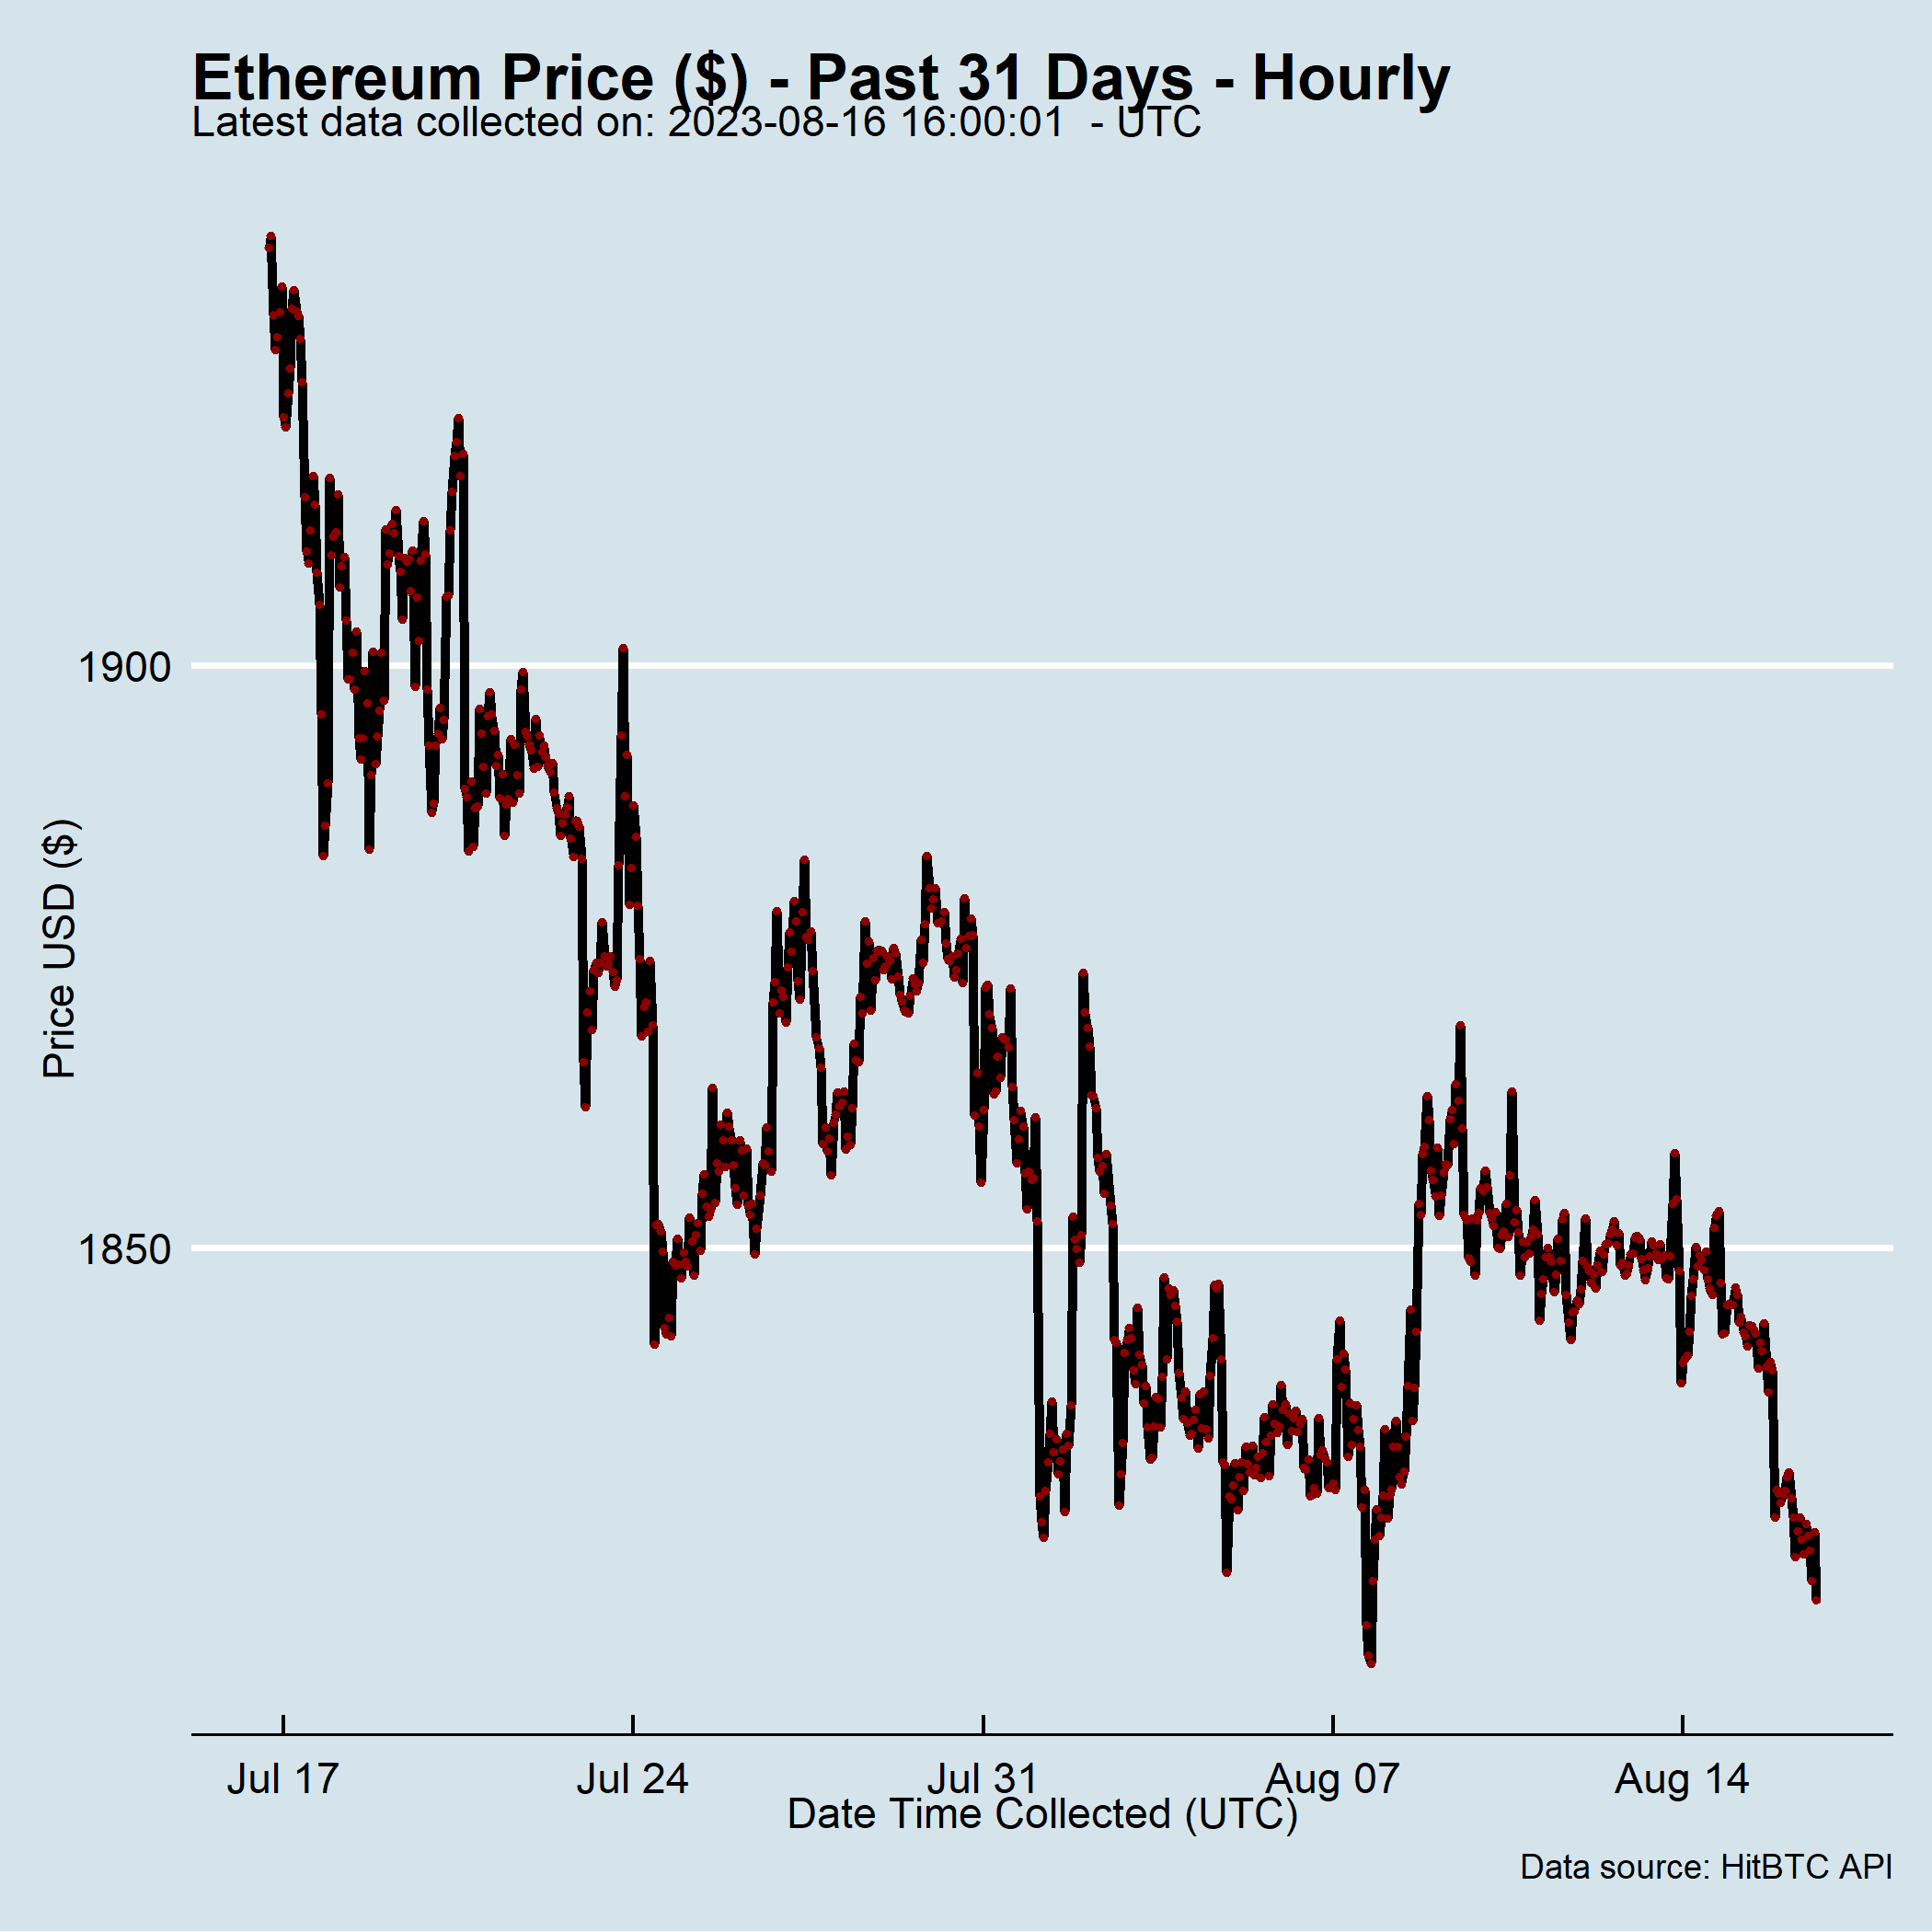 Ethereum Price ($) - Past 31 Days - Hourly
Latest data collected on: 2023-08-16 16:00:01  - UTC
1900
Price USD ($)
1850
Jul 17 Jul 24 Jul 31 Aug 07 Aug 14
Date Time Collected (UTC)
Data source: HitBTC API